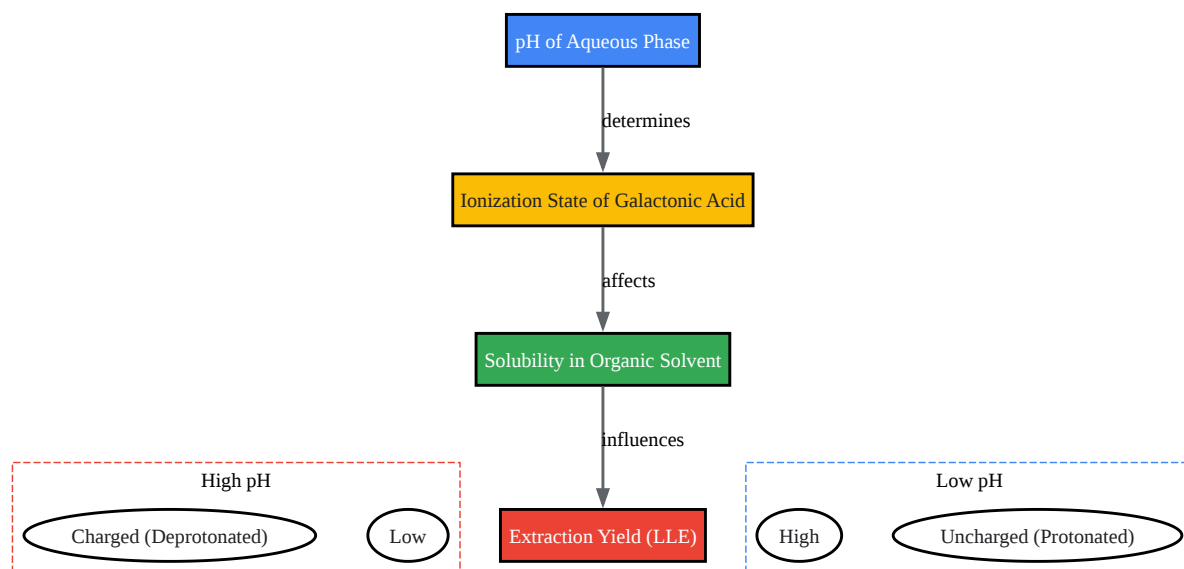 pH of Aqueous Phase
determines
Ionization State of Galactonic Acid
affects
Solubility in Organic Solvent
influences
High pH
Charged (Deprotonated)
Low
Extraction Yield (LLE)
Low pH
High
Uncharged (Protonated)